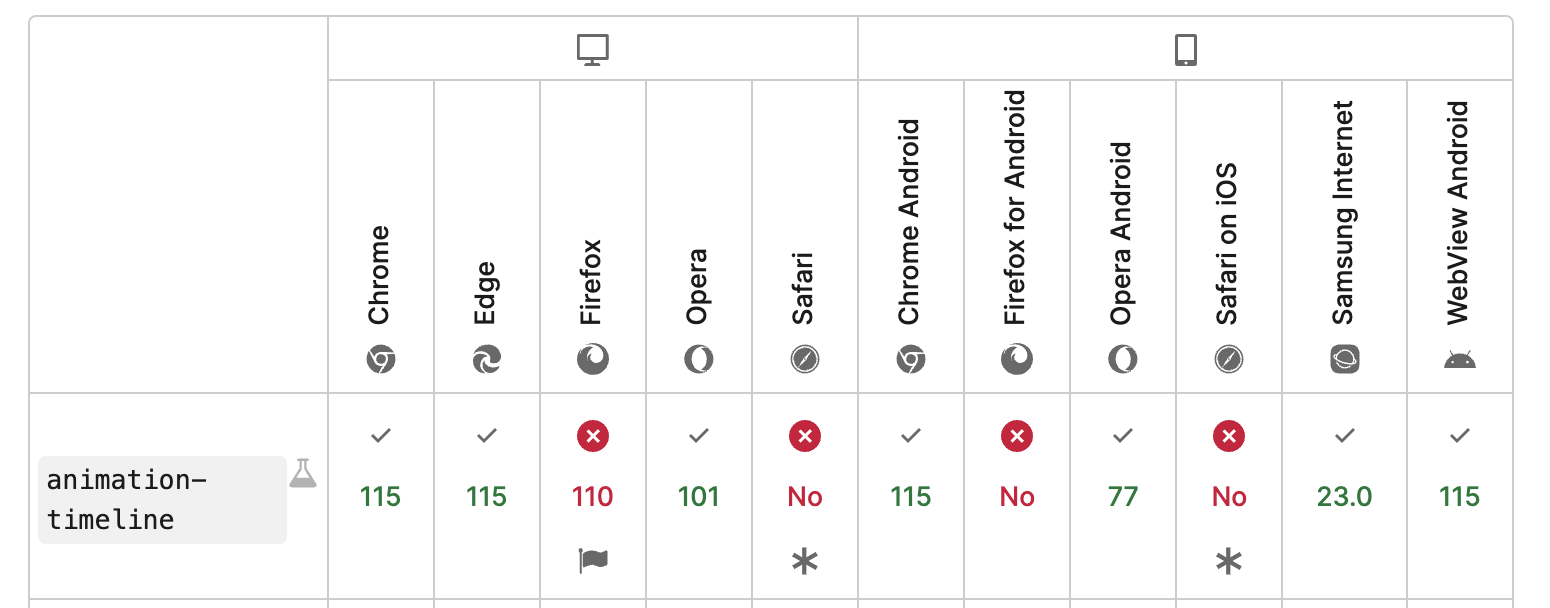 Chrome
Edge
Firefox
Opera
Safari
Chrome Android
Firefox for Android
Opera Android
Safari on iOS
Samsung Internet
WebView Android
animation-
timeline
115
115
110
101
No
115
No
77
No
23.0
115